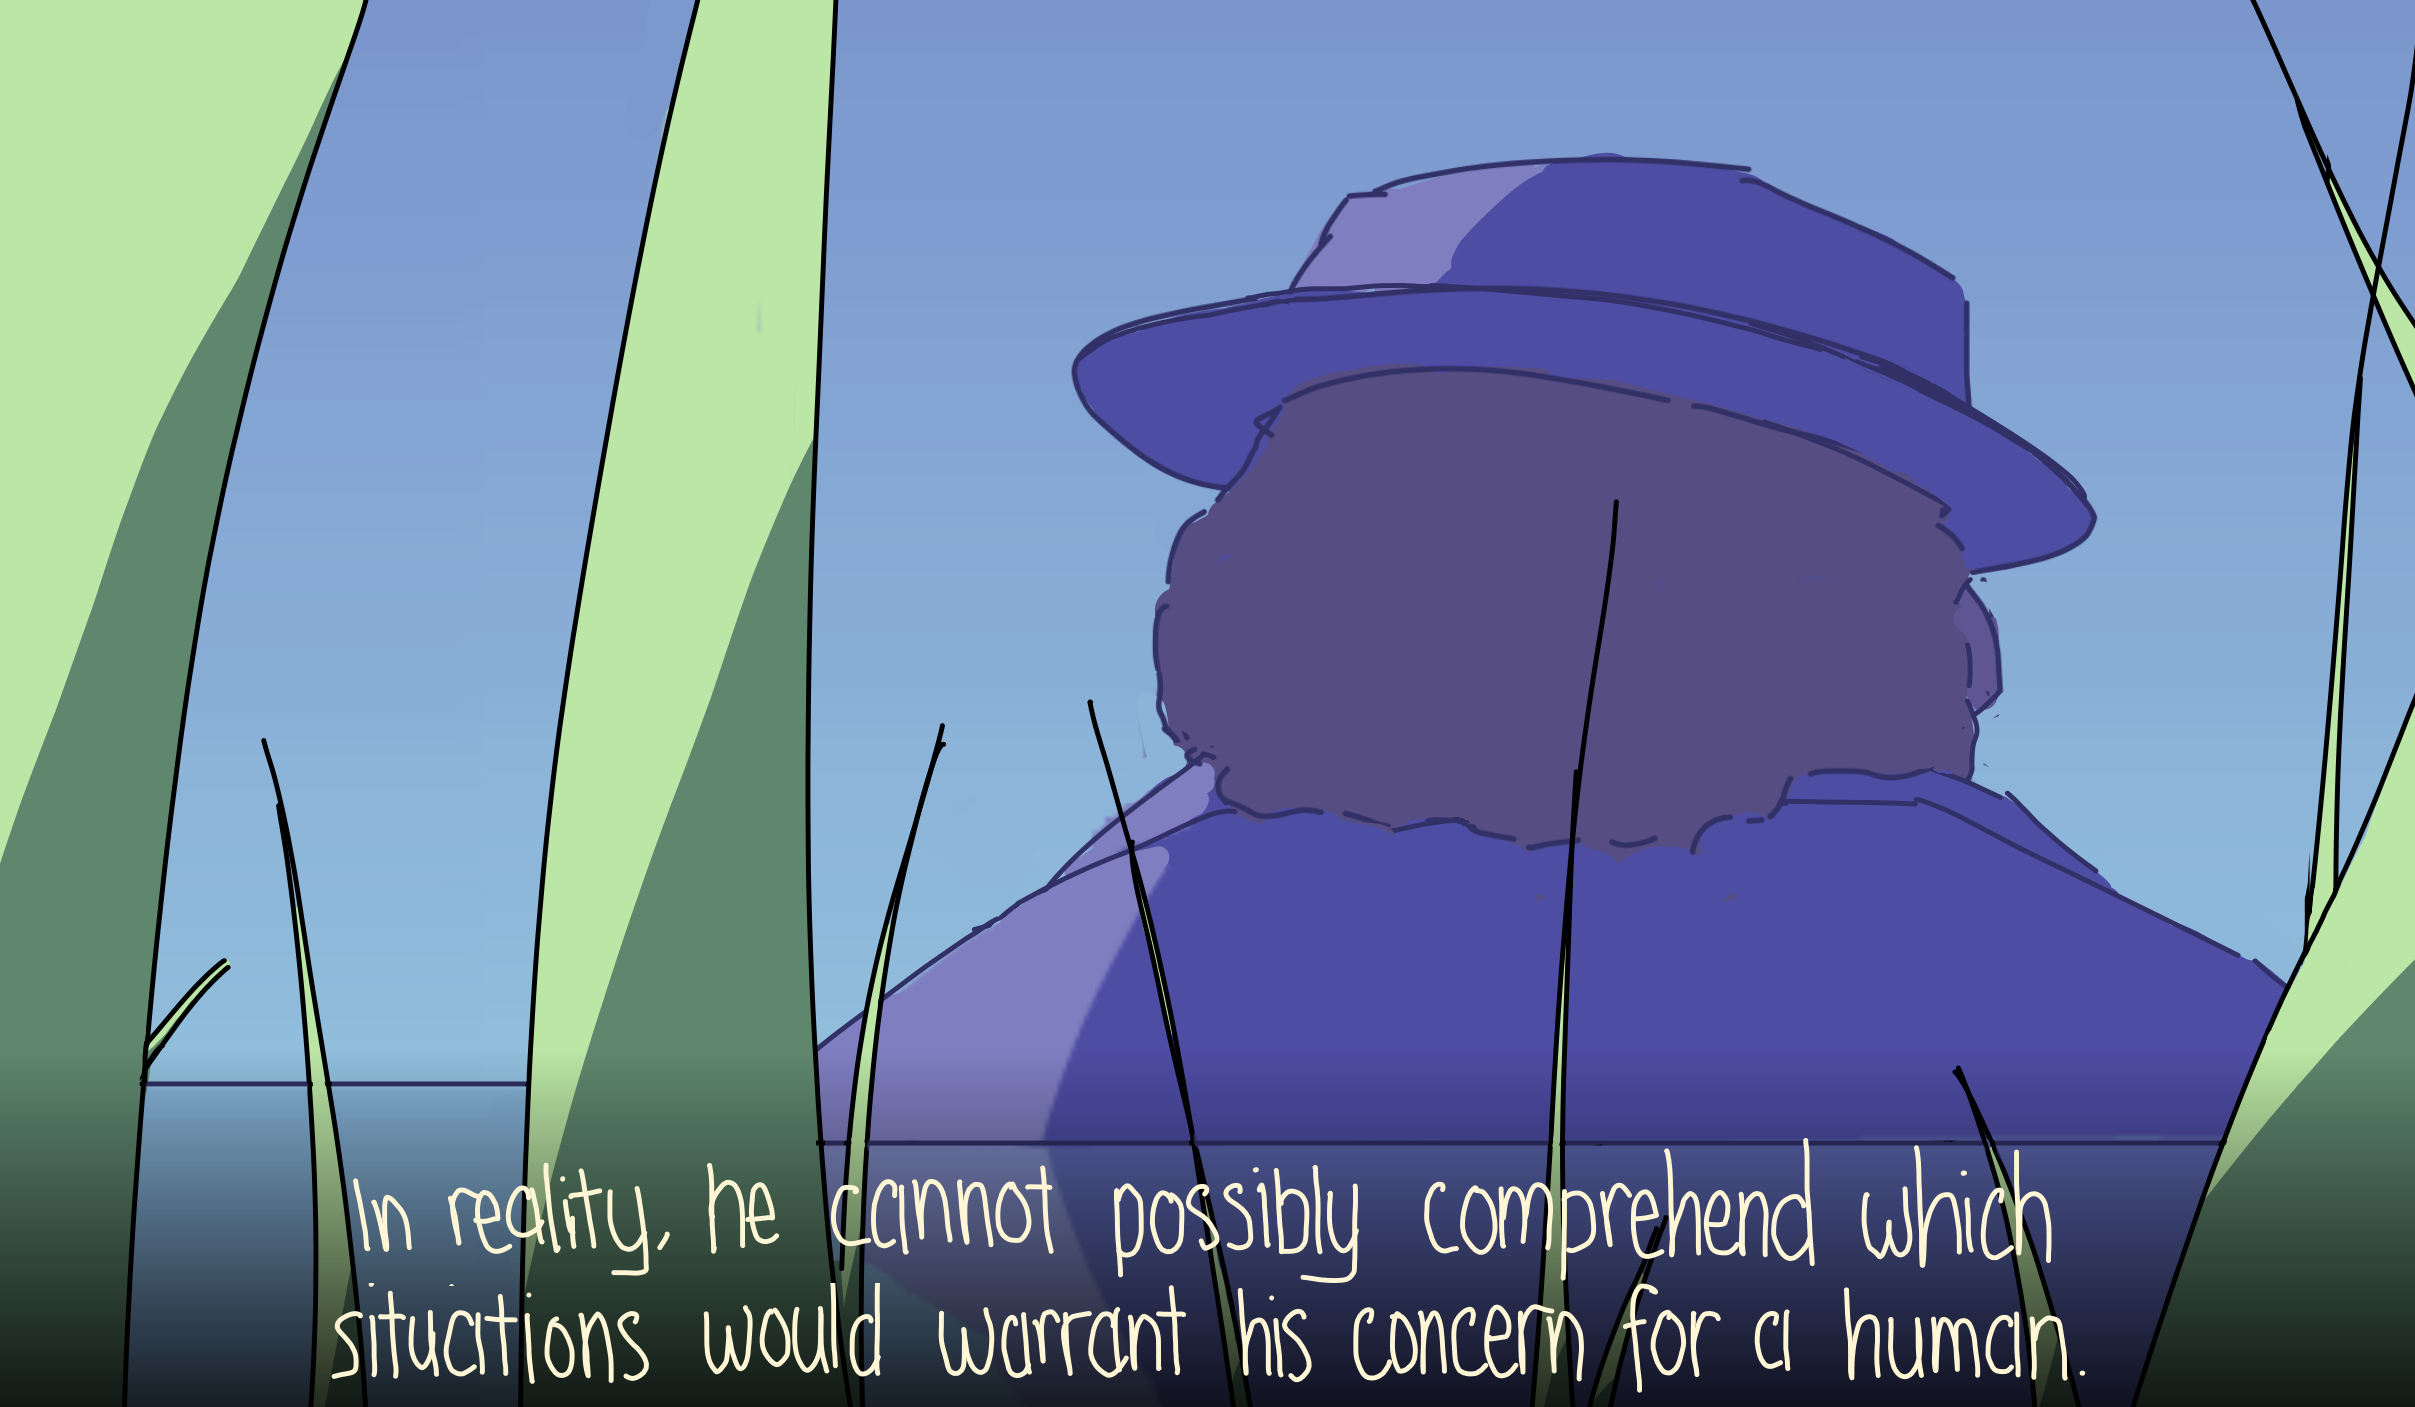 In reality, he cannot possibly comprehend which
situations would warrant his concern for a human.